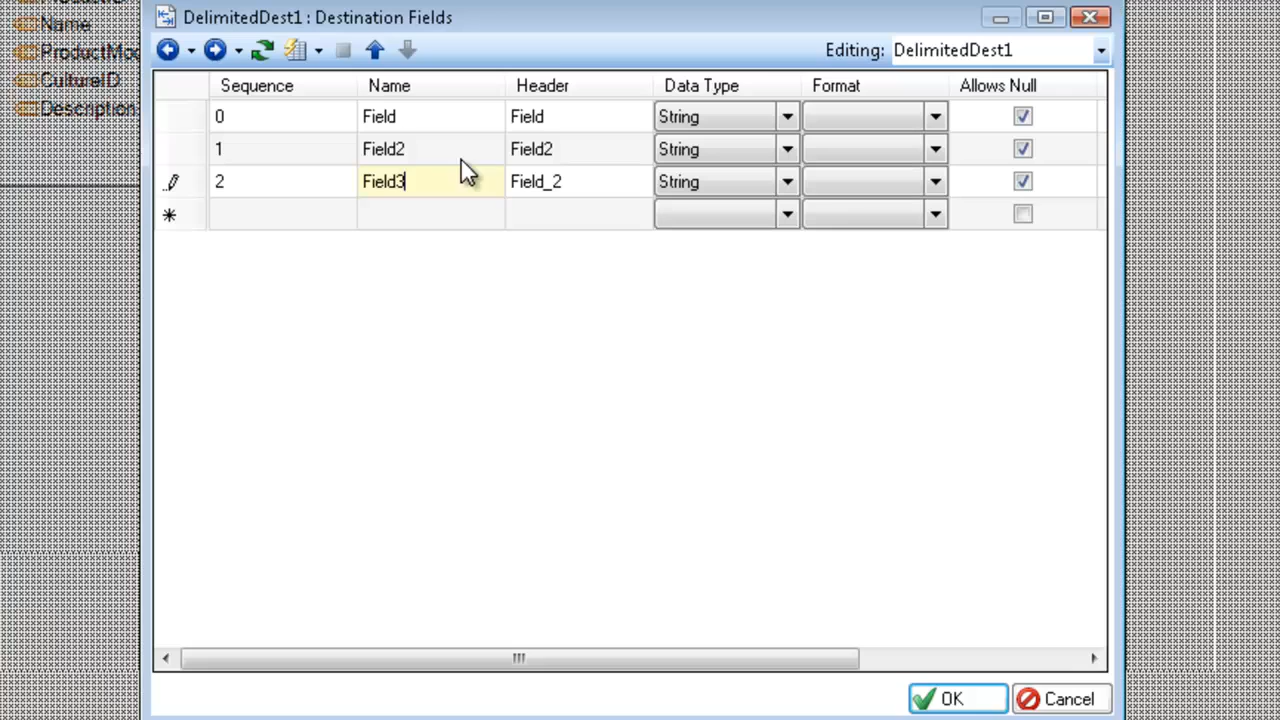 DelimitedDest1 : Destination Fields
Name
ProductMod
CultureID
Description
Editing: DelimitedDest1
Sequence Name Header Data Type Format Allows Null
0 Field Field String
1 Field2 Field2 String
2 Field3 Field_2 String
OK Cancel